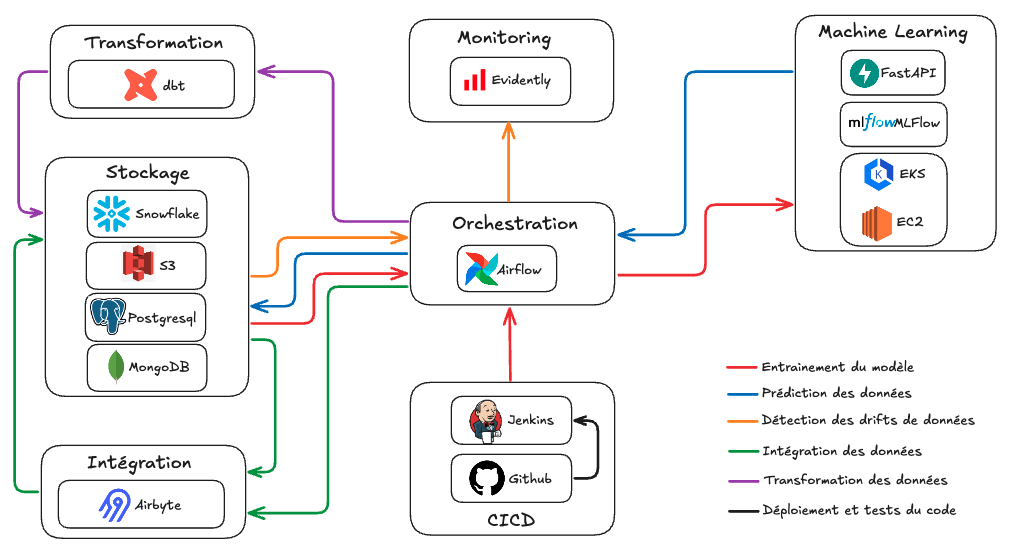 Transformation
dbt
Monitoring
Evidently
Machine Learning
FastAPI
mlflow MLFlow
EKS
EC2
Stockage
Snowflake
S3
Postgresql
MongoDB
Orchestration
Airflow
Intégration
Airbyte
Jenkins
Github
CICD
Entrainement du modèle
Prédiction des données
Détection des drifts de données
Intégration des données
Transformation des données
Déploiement et tests du code